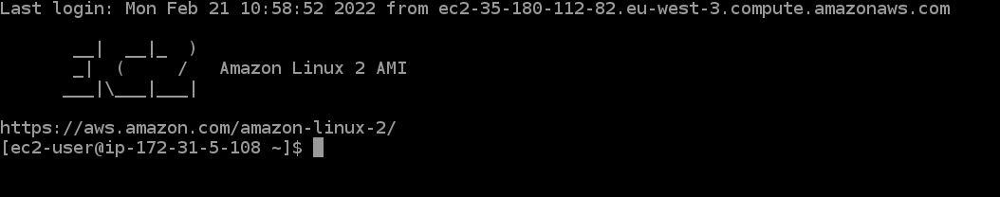 Last login: Mon Feb 21 10:58:52 2022 from ec2-35-180-112-82.eu-west-3.compute.amazonaws.com

       __|  __|_  )
       _|  (     /   Amazon Linux 2 AMI
      ___|\___|___|

https://aws.amazon.com/amazon-linux-2/
[ec2-user@ip-172-31-5-108 ~]$